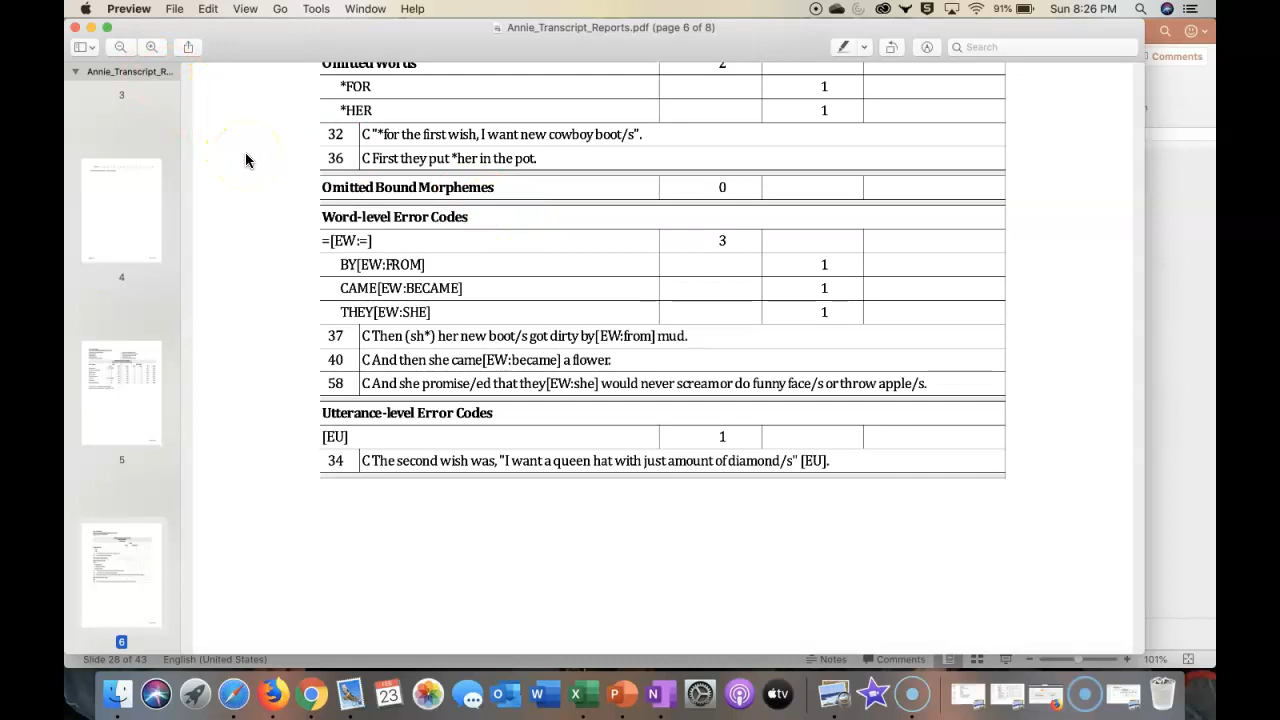 Preview File Edit View Go Tools Window Help 91% Sun 8:26 PM
Annie_Transcript_Reports.pdf (page 6 of 8)
Search
Annie_Transcript_R...
Comments
3
4
5
6
Omitted Words 2
*FOR 1
*HER 1
32 C "*for the first wish, I want new cowboy boot/s".
36 C First they put *her in the pot.
Omitted Bound Morphemes 0
Word-level Error Codes
=[EW:=] 3
BY[EW:FROM] 1
CAME[EW:BECAME] 1
THEY[EW:SHE] 1
37 C Then (sh*) her new boot/s got dirty by[EW:from] mud.
40 C And then she came[EW:became] a flower.
58 C And she promise/ed that they[EW:she] would never scream or do funny face/s or throw apple/s.
Utterance-level Error Codes
[EU] 1
34 C The second wish was, "I want a queen hat with just amount of diamond/s" [EU].
Slide 28 of 43 English (United States) Notes Comments 101%
FEB
23